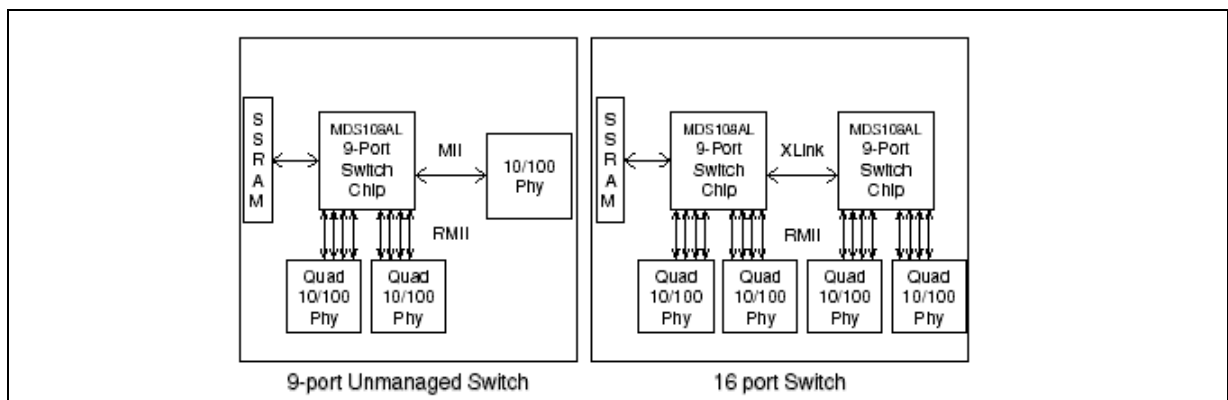 S
S
R
A
M
MDS108AL
9-Port
Switch
Chip
MII
10/100
Phy
RMII
Quad
10/100
Phy
Quad
10/100
Phy
9-port Unmanaged Switch
S
S
R
A
M
MDS108AL
9-Port
Switch
Chip
XLink
MDS108AL
9-Port
Switch
Chip
RMII
Quad
10/100
Phy
Quad
10/100
Phy
Quad
10/100
Phy
Quad
10/100
Phy
16 port Switch